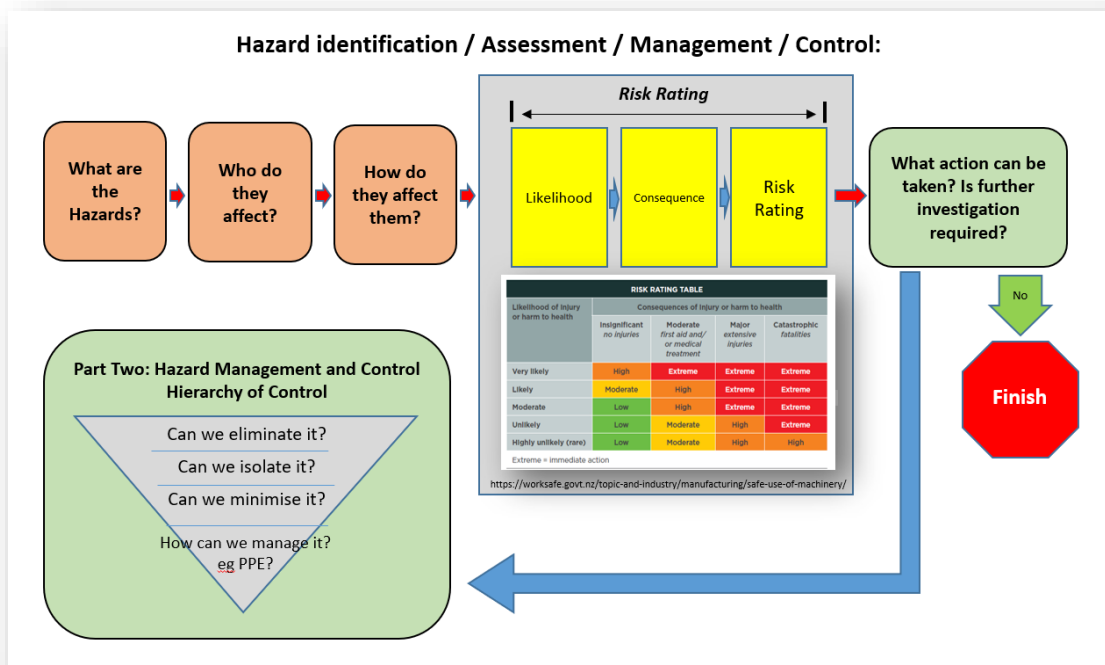 Hazard identification / Assessment / Management / Control:
What are
the
Hazards?
Who do
they
affect?
How do
they affect
them?
Risk Rating
Likelihood
Consequence
Risk
Rating
What action can be
taken? Is further
investigation
required?
No
Finish
RISK RATING TABLE
Likelihood of injury
or harm to health
Consequences of injury or harm to health
Insignificant
no injuries
Moderate
first aid and/
or medical
treatment
Major
extensive
injuries
Catastrophic
fatalities
Very likely High Extreme Extreme Extreme
Likely Moderate High Extreme Extreme
Moderate Low High Extreme Extreme
Unlikely Low Moderate High Extreme
Highly unlikely (rare) Low Moderate High High
Extreme = immediate action
https://worksafe.govt.nz/topic-and-industry/manufacturing/safe-use-of-machinery/
Part Two: Hazard Management and Control
Hierarchy of Control
Can we eliminate it?
Can we isolate it?
Can we minimise it?
How can we manage it?
eg PPE?